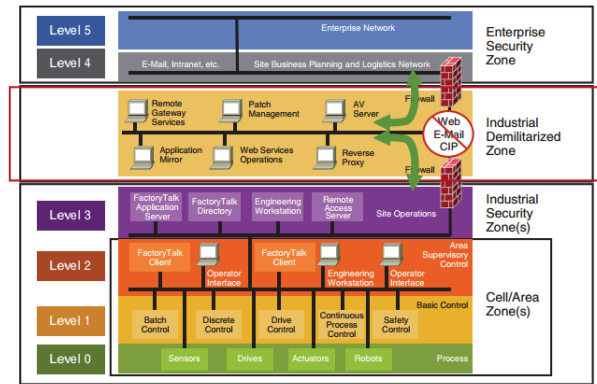 Level 5
Enterprise Network
Level 4
E-Mail, Intranet, etc.
Site Business Planning and Logistics Network
Enterprise
Security
Zone
Firewall
Remote
Gateway
Services
Patch
Management
AV
Server
Web
E-Mail
CIP
Application
Mirror
Web Services
Operations
Reverse
Proxy
Firewall
Industrial
Demilitarized
Zone
Level 3
FactoryTalk
Application
Server
FactoryTalk
Directory
Engineering
Workstation
Remote
Access
Server
Site Operations
Industrial
Security
Zone(s)
Level 2
FactoryTalk
Client
Operator
Interface
FactoryTalk
Client
Engineering
Workstation
Operator
Interface
Area
Supervisory
Control
Level 1
Batch
Control
Discrete
Control
Drive
Control
Continuous
Process
Control
Safety
Control
Basic Control
Cell/Area
Zone(s)
Level 0
Sensors
Drives
Actuators
Robots
Process